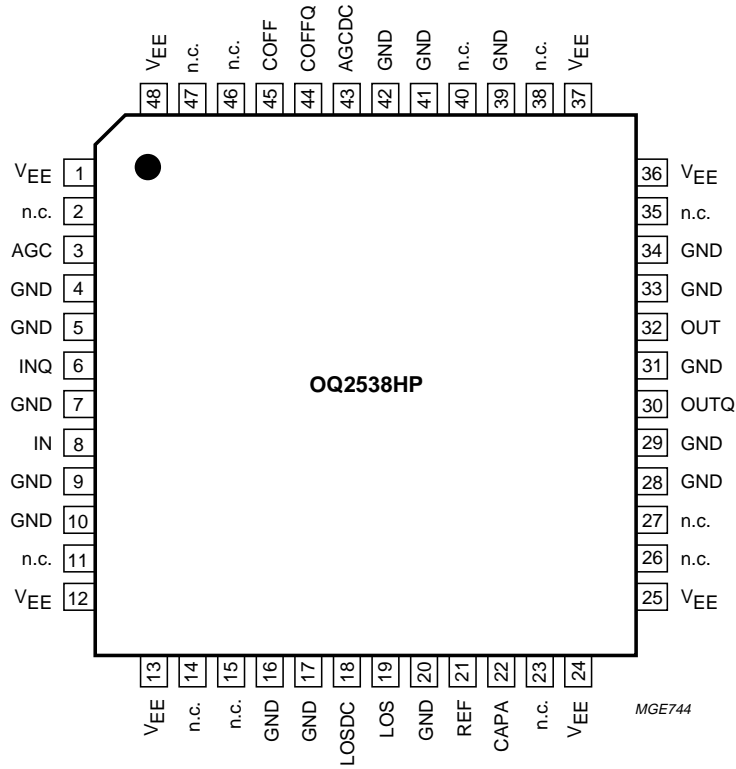 VEE n.c. n.c. COFF COFFQ AGCDC GND GND n.c. GND n.c. VEE
48 47 46 45 44 43 42 41 40 39 38 37
VEE 1
n.c. 2
AGC 3
GND 4
GND 5
INQ 6
GND 7
IN 8
GND 9
GND 10
n.c. 11
VEE 12
OQ2538HP
36 VEE
35 n.c.
34 GND
33 GND
32 OUT
31 GND
30 OUTQ
29 GND
28 GND
27 n.c.
26 n.c.
25 VEE
13 14 15 16 17 18 19 20 21 22 23 24
VEE n.c. n.c. GND GND LOSDC LOS GND REF CAPA n.c. VEE
MGE744